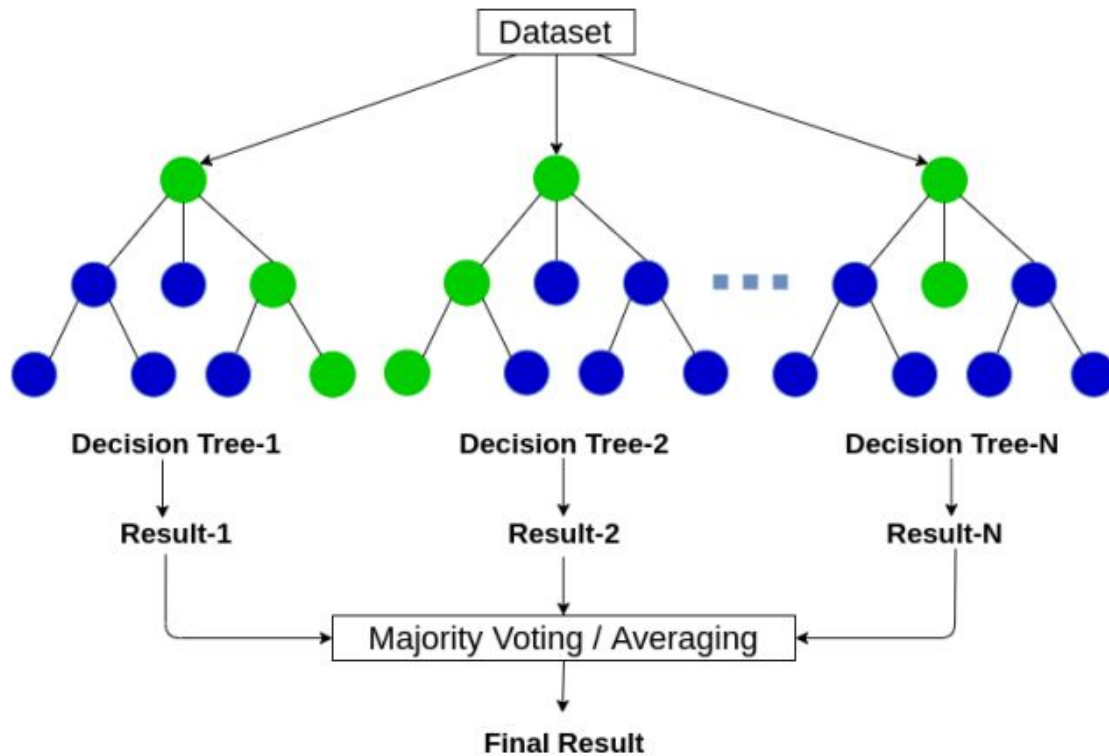 Dataset
Decision Tree-1
Decision Tree-2
Decision Tree-N
Result-1
Result-2
Result-N
Majority Voting / Averaging
Final Result